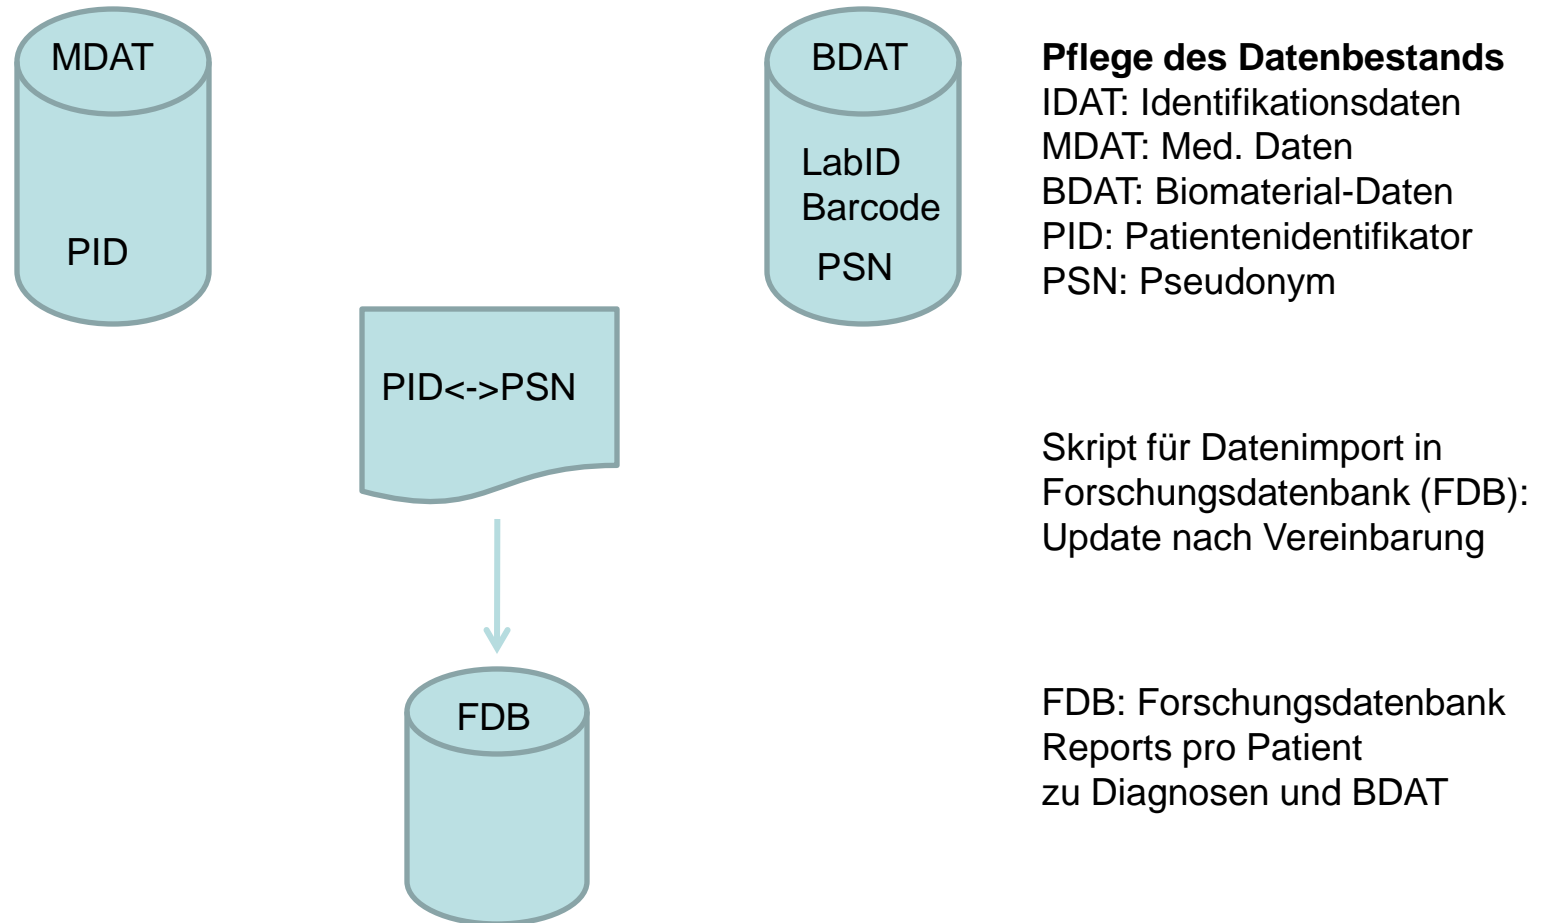 MDAT
PID
BDAT
LabID
Barcode
PSN
Pflege des Datenbestands
IDAT: Identifikationsdaten
MDAT: Med. Daten
BDAT: Biomaterial-Daten
PID: Patientenidentifikator
PSN: Pseudonym
PID<->PSN
Skript für Datenimport in
Forschungsdatenbank (FDB):
Update nach Vereinbarung
FDB
FDB: Forschungsdatenbank
Reports pro Patient
zu Diagnosen und BDAT